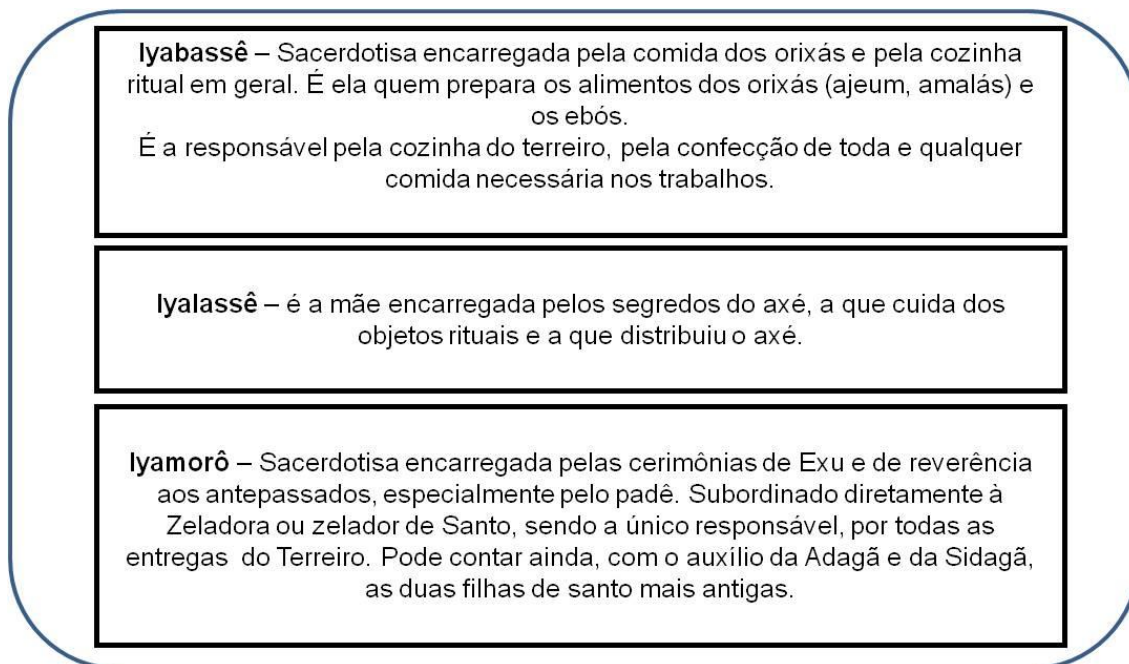 Iyabassê – Sacerdotisa encarregada pela comida dos orixás e pela cozinha
ritual em geral. É ela quem prepara os alimentos dos orixás (ajeum, amalás) e
os ebós.
É a responsável pela cozinha do terreiro, pela confecção de toda e qualquer
comida necessária nos trabalhos.
Iyalassê – é a mãe encarregada pelos segredos do axé, a que cuida dos
objetos rituais e a que distribuiu o axé.
Iyamorô – Sacerdotisa encarregada pelas cerimônias de Exu e de reverência
aos antepassados, especialmente pelo padê. Subordinado diretamente à
Zeladora ou zelador de Santo, sendo a único responsável, por todas as
entregas do Terreiro. Pode contar ainda, com o auxílio da Adagã e da Sidagã,
as duas filhas de santo mais antigas.